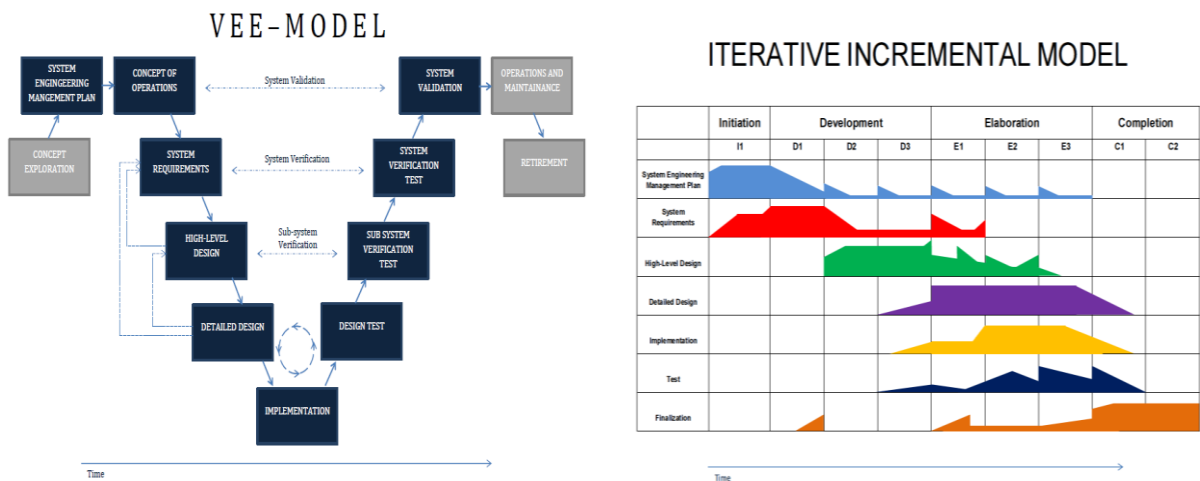 VEE-MODEL
SYSTEM
ENGINEERING
MANGEMENT PLAN
CONCEPT OF
OPERATIONS
System Validation
SYSTEM
VALIDATION
OPERATIONS AND
MAINTAINANCE
CONCEPT
EXPLORATION
SYSTEM
REQUIREMENTS
System Verification
SYSTEM
VERIFICATION
TEST
RETIREMENT
HIGH-LEVEL
DESIGN
Sub-system
Verification
SUB SYSTEM
VERIFICATION
TEST
DETAILED DESIGN
DESIGN TEST
IMPLEMENTATION
Time
ITERATIVE INCREMENTAL MODEL
Initiation Development Elaboration Completion
I1 D1 D2 D3 E1 E2 E3 C1 C2
System Engineering
Management Plan
System
Requirements
High-Level Design
Detailed Design
Implementation
Test
Finalization
Time